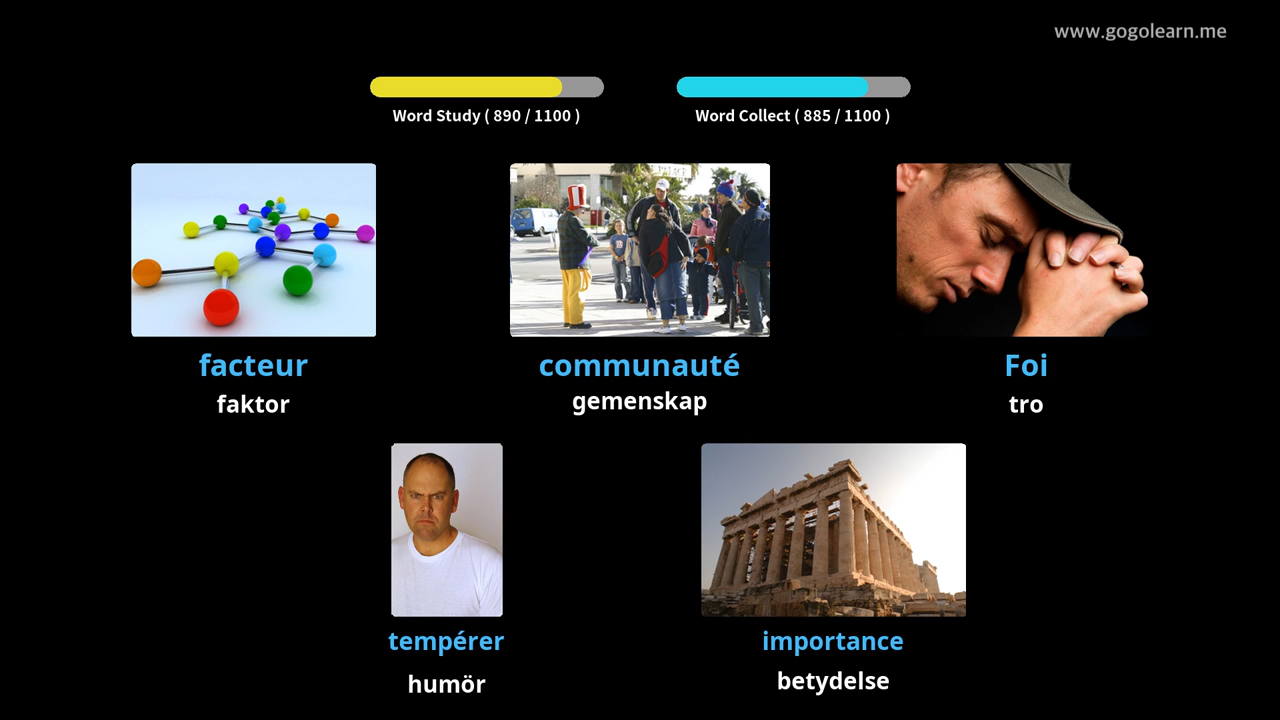 www.gogolearn.me
Word Study ( 890 / 1100 )
Word Collect ( 885 / 1100 )
facteur
faktor
communauté
gemenskap
Foi
tro
tempérer
humör
importance
betydelse